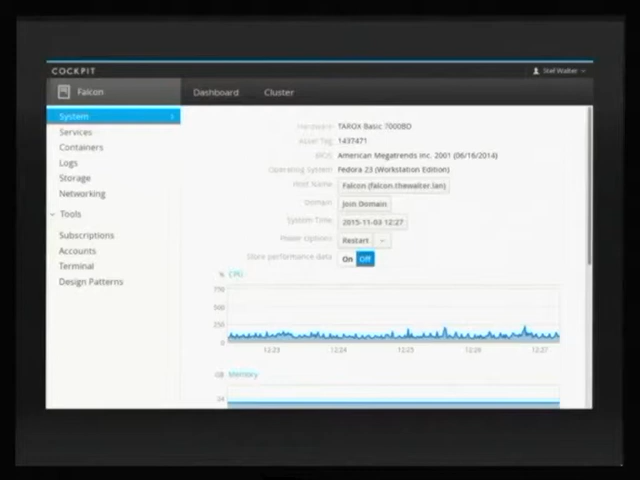 COCKPIT
Stef Walter
Falcon
Dashboard
Cluster
System
Services
Containers
Logs
Storage
Networking
Tools
Subscriptions
Accounts
Terminal
Design Patterns
Hardware TAROX Basic 7000BD
Asset Tag 1437471
BIOS American Megatrends Inc. 2001 (06/16/2014)
Operating System Fedora 23 (Workstation Edition)
Host Name Falcon (falcon.thewalter.lan)
Domain Join Domain
System Time 2015-11-03 12:27
Power Options Restart
Store performance data On Off
% CPU
750
500
250
0
12:23 12:24 12:25 12:26 12:27
GB Memory
24